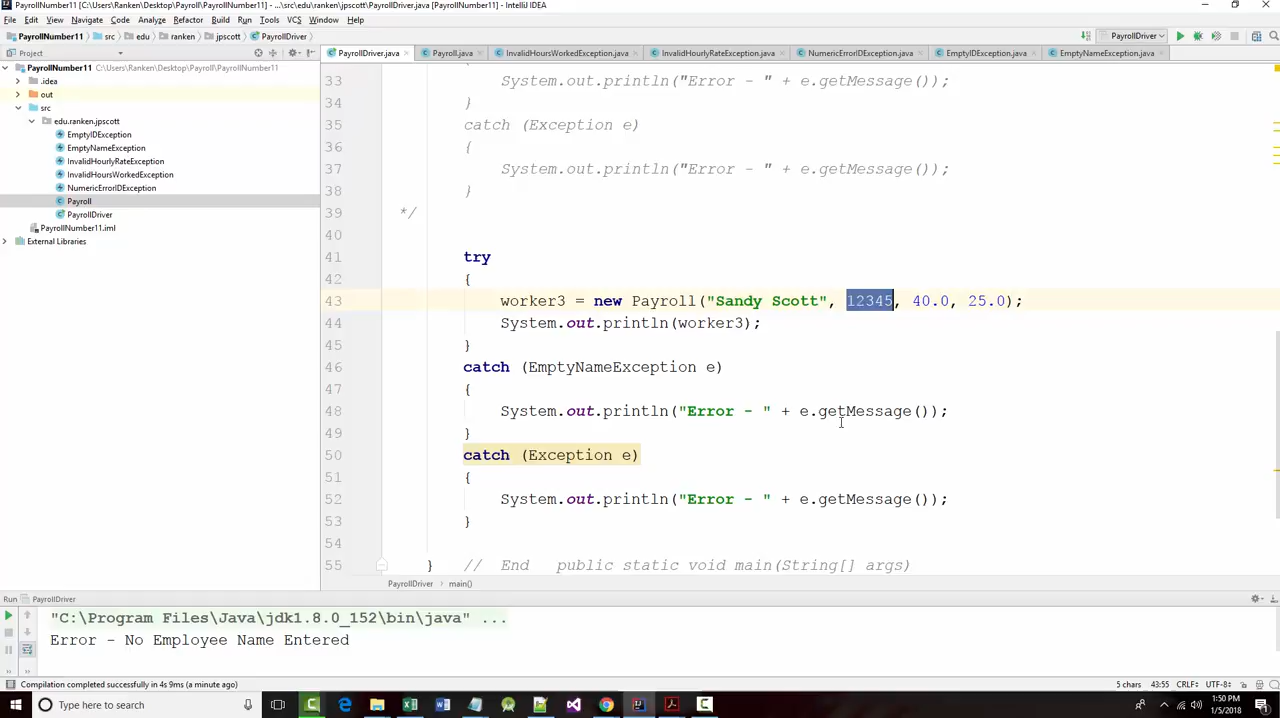 PayrollNumber11 [C:\Users\Ranken\Desktop\Payroll\PayrollNumber11] - ...\src\edu\ranken\jpscott\PayrollDriver.java [PayrollNumber11] - IntelliJ IDEA
File Edit View Navigate Code Analyze Refactor Build Run Tools VCS Window Help
PayrollNumber11 src edu ranken jpscott PayrollDriver PayrollDriver
Project PayrollDriver.java Payroll.java InvalidHoursWorkedException.java InvalidHourlyRateException.java NumericErrorIDException.java EmptyIDException.java EmptyNameException.java
PayrollNumber11 C:\Users\Ranken\Desktop\Payroll\PayrollNumber11
.idea
out
src
edu.ranken.jpscott
EmptyIDException
EmptyNameException
InvalidHourlyRateException
InvalidHoursWorkedException
NumericErrorIDException
Payroll
PayrollDriver
PayrollNumber11.iml
External Libraries
33 System.out.println("Error - " + e.getMessage());
34 }
35 catch (Exception e)
36 {
37 System.out.println("Error - " + e.getMessage());
38 }
39 */
40
41 try
42 {
43 worker3 = new Payroll("Sandy Scott", 12345, 40.0, 25.0);
44 System.out.println(worker3);
45 }
46 catch (EmptyNameException e)
47 {
48 System.out.println("Error - " + e.getMessage());
49 }
50 catch (Exception e)
51 {
52 System.out.println("Error - " + e.getMessage());
53 }
54
55 } // End public static void main(String[] args)
PayrollDriver main()
Run PayrollDriver
"C:\Program Files\Java\jdk1.8.0_152\bin\java" ...
Error - No Employee Name Entered
Compilation completed successfully in 4s 9ms (a minute ago) 5 chars 43:55 CRLF UTF-8
Type here to search
1:50 PM
1/5/2018